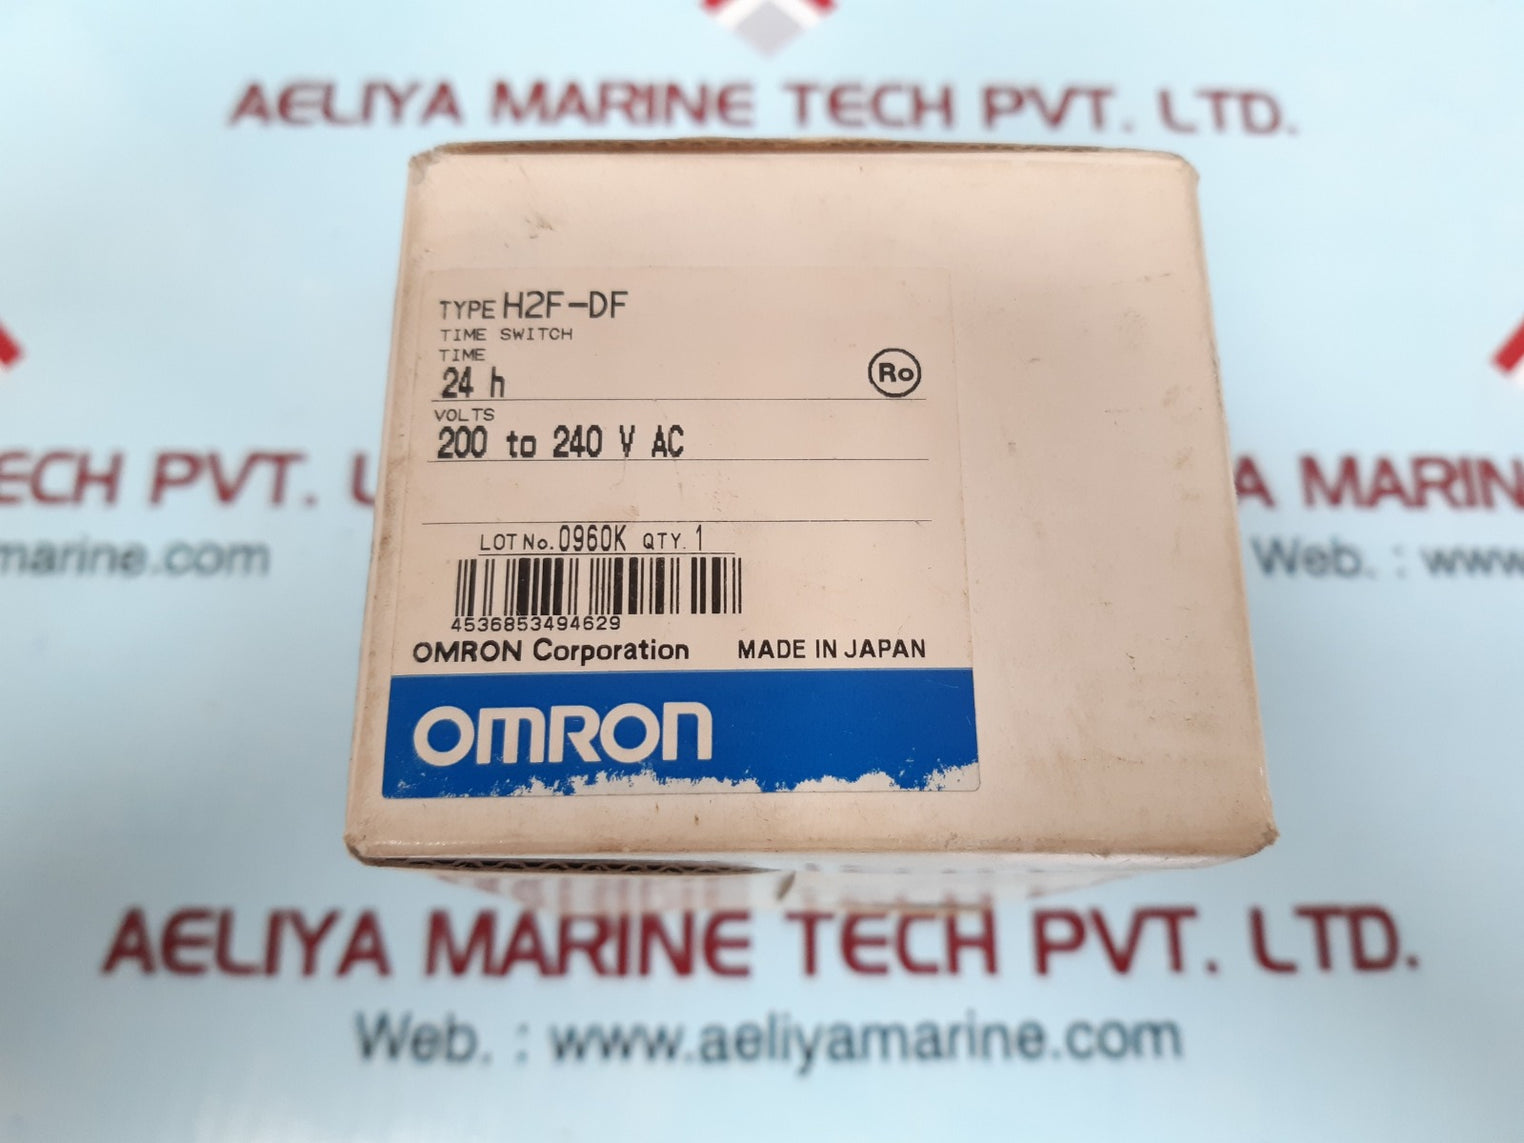 AELIYA MARINE TECH PVT. LTD.
TYPE H2F-DF
TIME SWITCH
TIME
24 h
Ro
VOLTS
200 to 240 V AC
LOT No. 0960K QTY. 1
4536853494629
OMRON Corporation MADE IN JAPAN
OMRON
ECH PVT. L
A MARIN
marine.com
Web. : www
AELIYA MARINE TECH PVT. LTD.
Web. : www.aeliyamarine.com